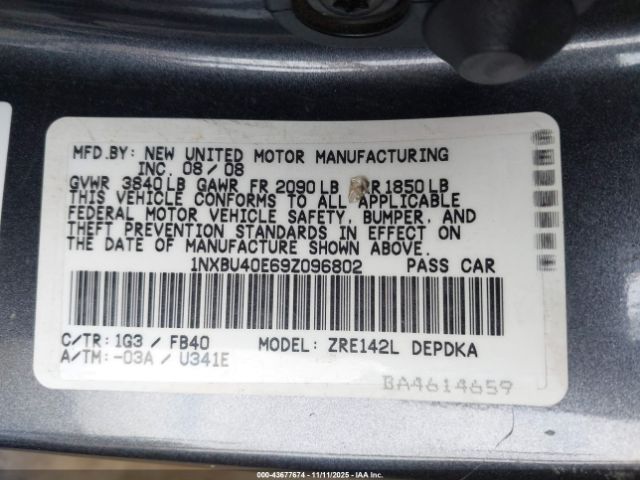 MFD.BY: NEW UNITED MOTOR MANUFACTURING
INC. 08/08
GVWR 3840LB GAWR FR 2090LB RR 1850LB
THIS VEHICLE CONFORMS TO ALL APPLICABLE
FEDERAL MOTOR VEHICLE SAFETY, BUMPER, AND
THEFT PREVENTION STANDARDS IN EFFECT ON
THE DATE OF MANUFACTURE SHOWN ABOVE.
1NXBU40E69Z096802 PASS CAR
C/TR: 1G3 / FB40 MODEL: ZRE142L DEPDKA
A/TM: -03A / U341E
BA4614659
© IAA 43677674 - 11/11/2025 - IAAI.COM